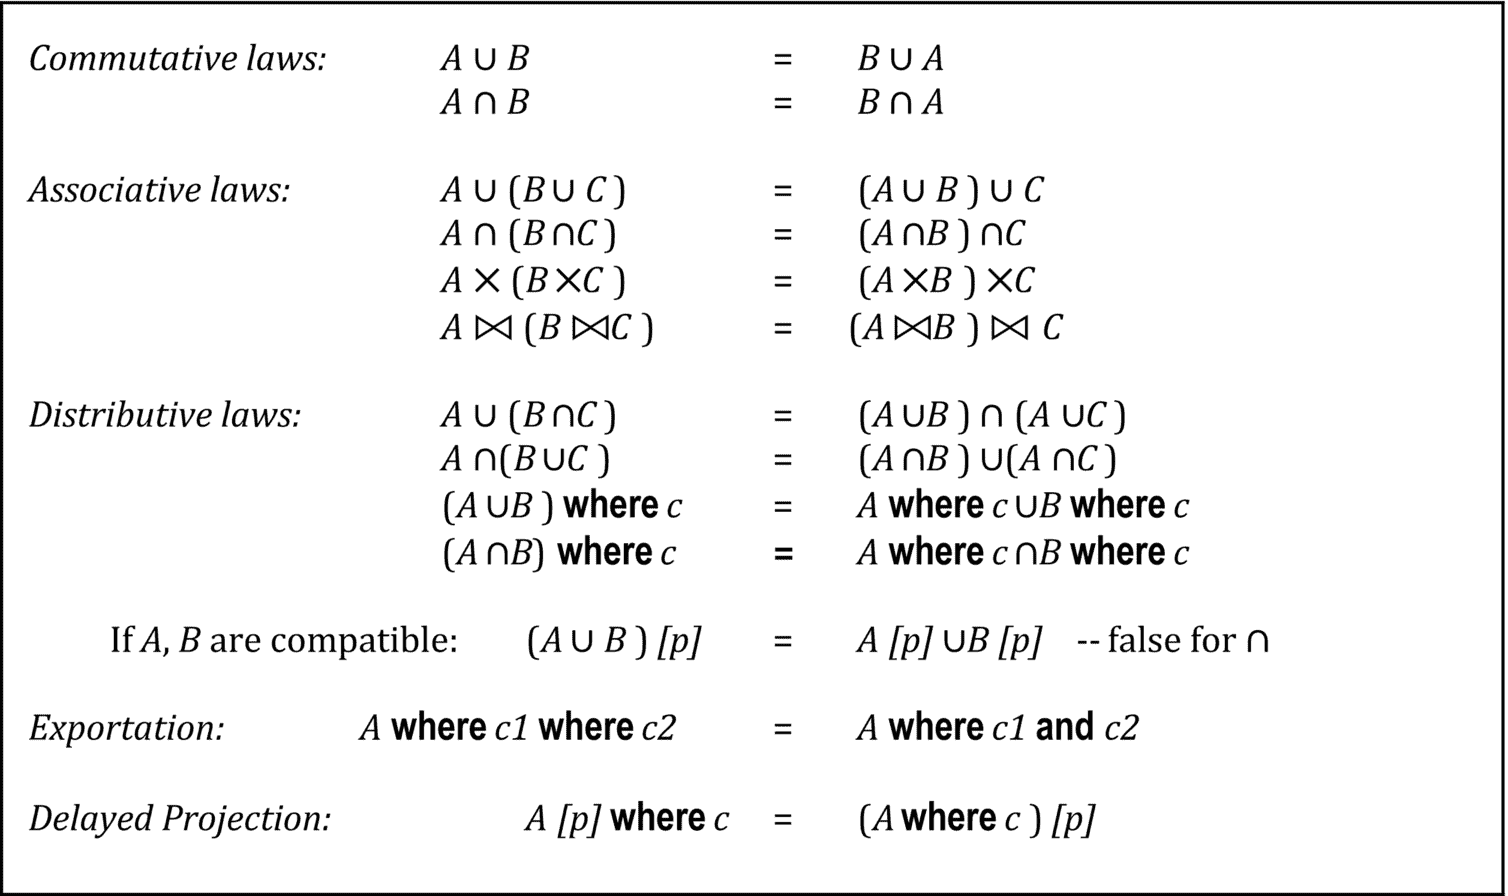 Commutative laws: A ∪ B = B ∪ A
A ∩ B = B ∩ A
Associative laws: A ∪ (B ∪ C ) = (A ∪ B ) ∪ C
A ∩ (B ∩C ) = (A ∩B ) ∩C
A × (B ×C ) = (A ×B ) ×C
A ⋈ (B ⋈C ) = (A ⋈B ) ⋈ C
Distributive laws: A ∪ (B ∩C ) = (A ∪B ) ∩ (A ∪C )
A ∩(B ∪C ) = (A ∩B ) ∪(A ∩C )
(A ∪B ) where c = A where c ∪B where c
(A ∩B) where c = A where c ∩B where c
If A, B are compatible: (A ∪ B ) [p] = A [p] ∪B [p] -- false for ∩
Exportation: A where c1 where c2 = A where c1 and c2
Delayed Projection: A [p] where c = (A where c ) [p]